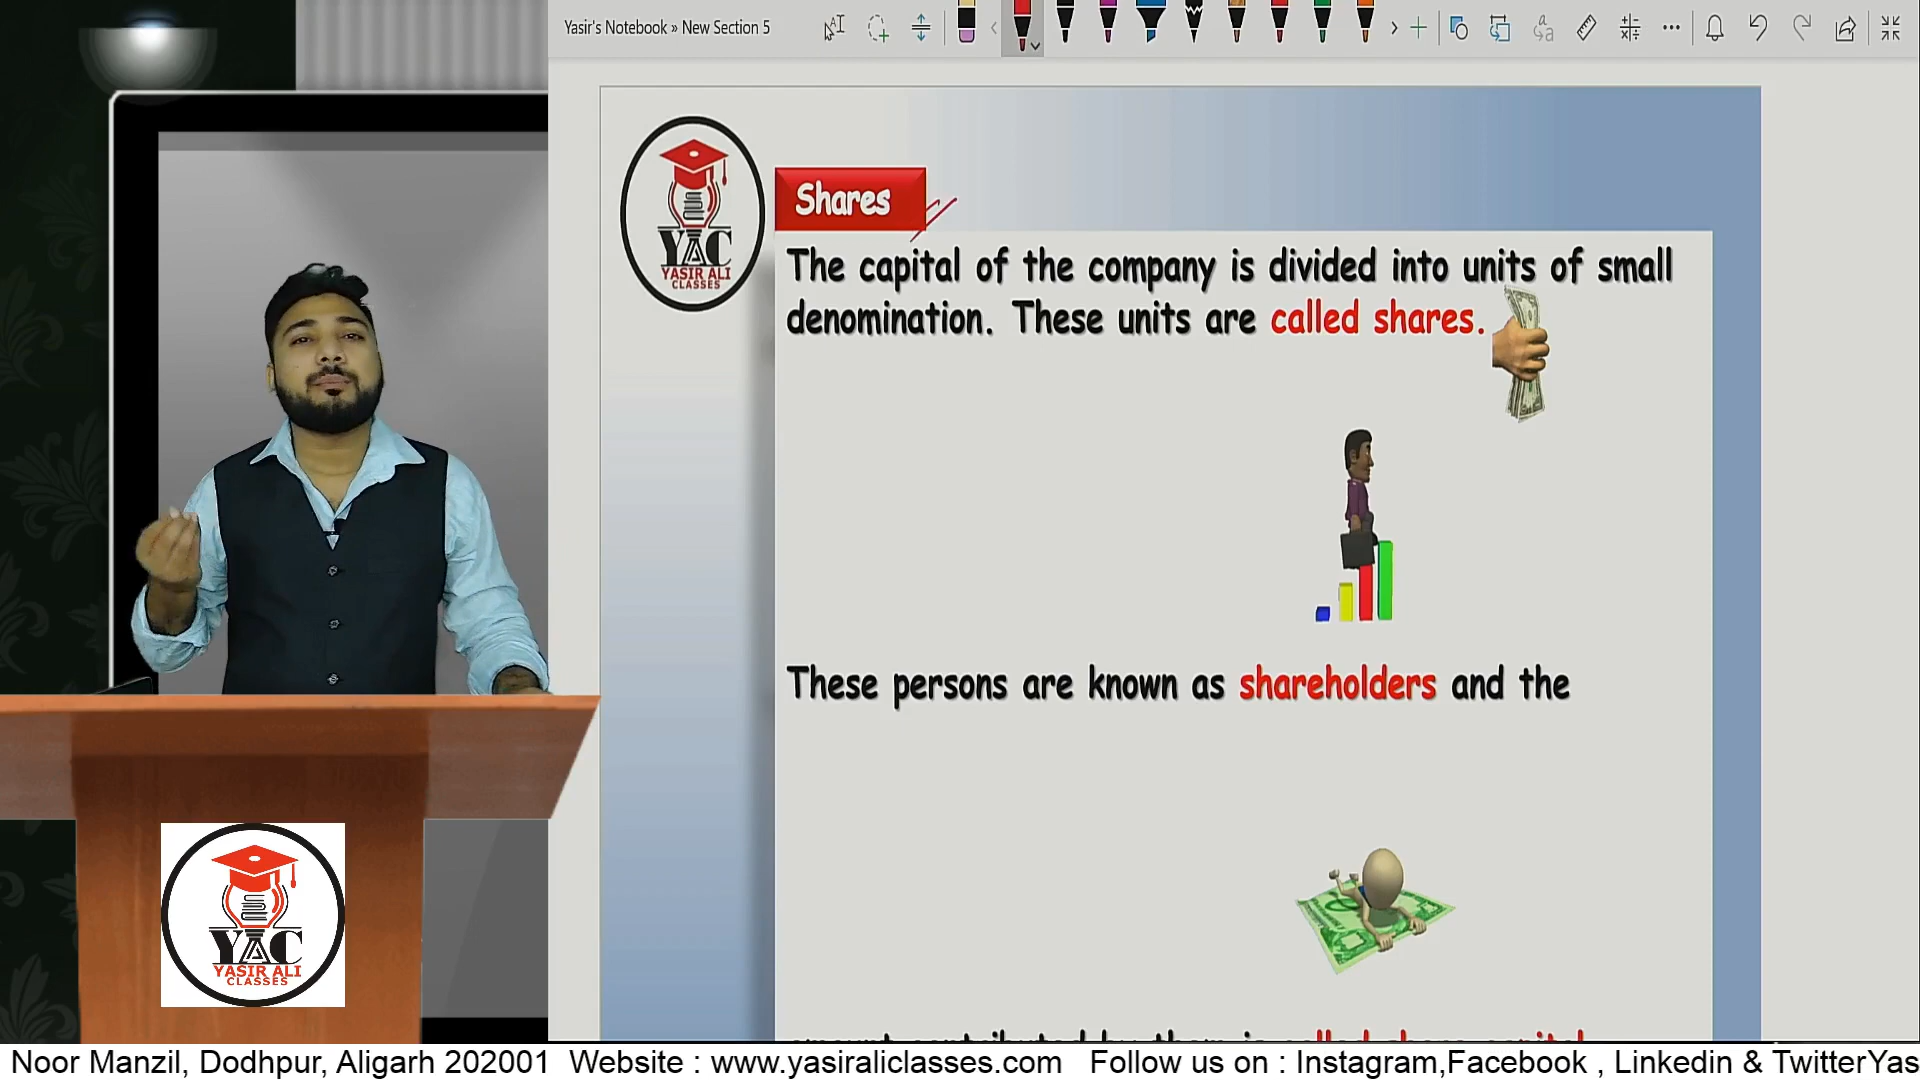 Yasir's Notebook » New Section 5
YAC
YASIR ALI
CLASSES
Shares
The capital of the company is divided into units of small
denomination. These units are called shares.
These persons are known as shareholders and the
YAC
YASIR ALI
CLASSES
Noor Manzil, Dodhpur, Aligarh 202001 Website : www.yasiraliclasses.com Follow us on : Instagram,Facebook , Linkedin & TwitterYas